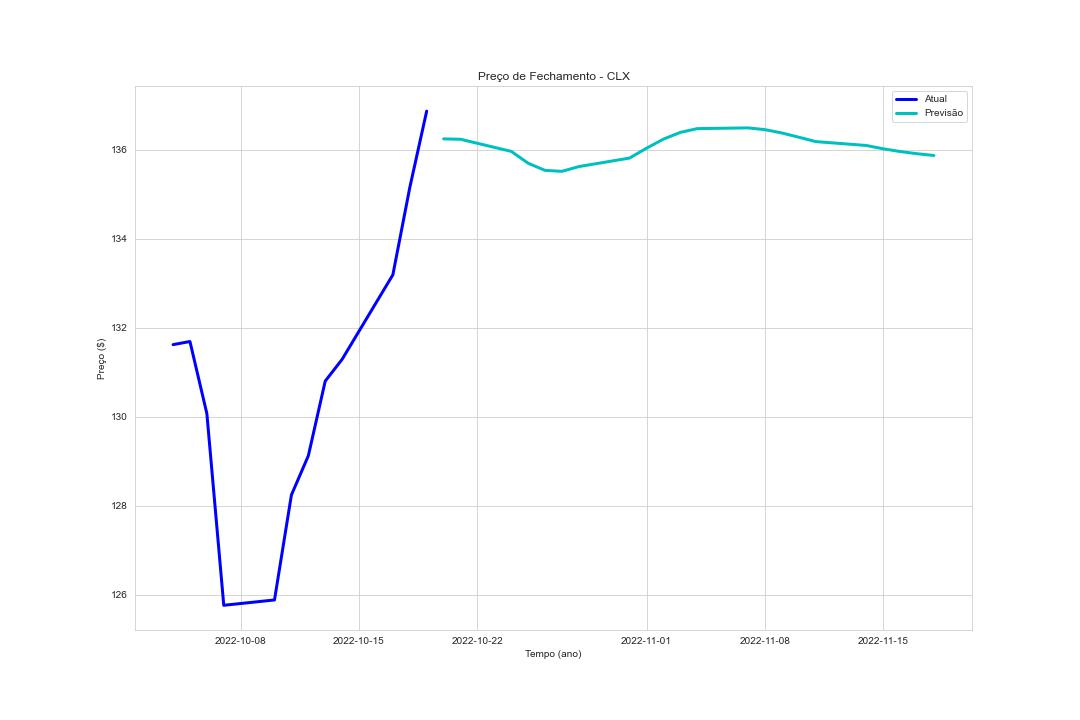 Preço de Fechamento - CLX
Atual
Previsão
Preço ($)
136
134
132
130
128
126
2022-10-08
2022-10-15
2022-10-22
2022-11-01
2022-11-08
2022-11-15
Tempo (ano)